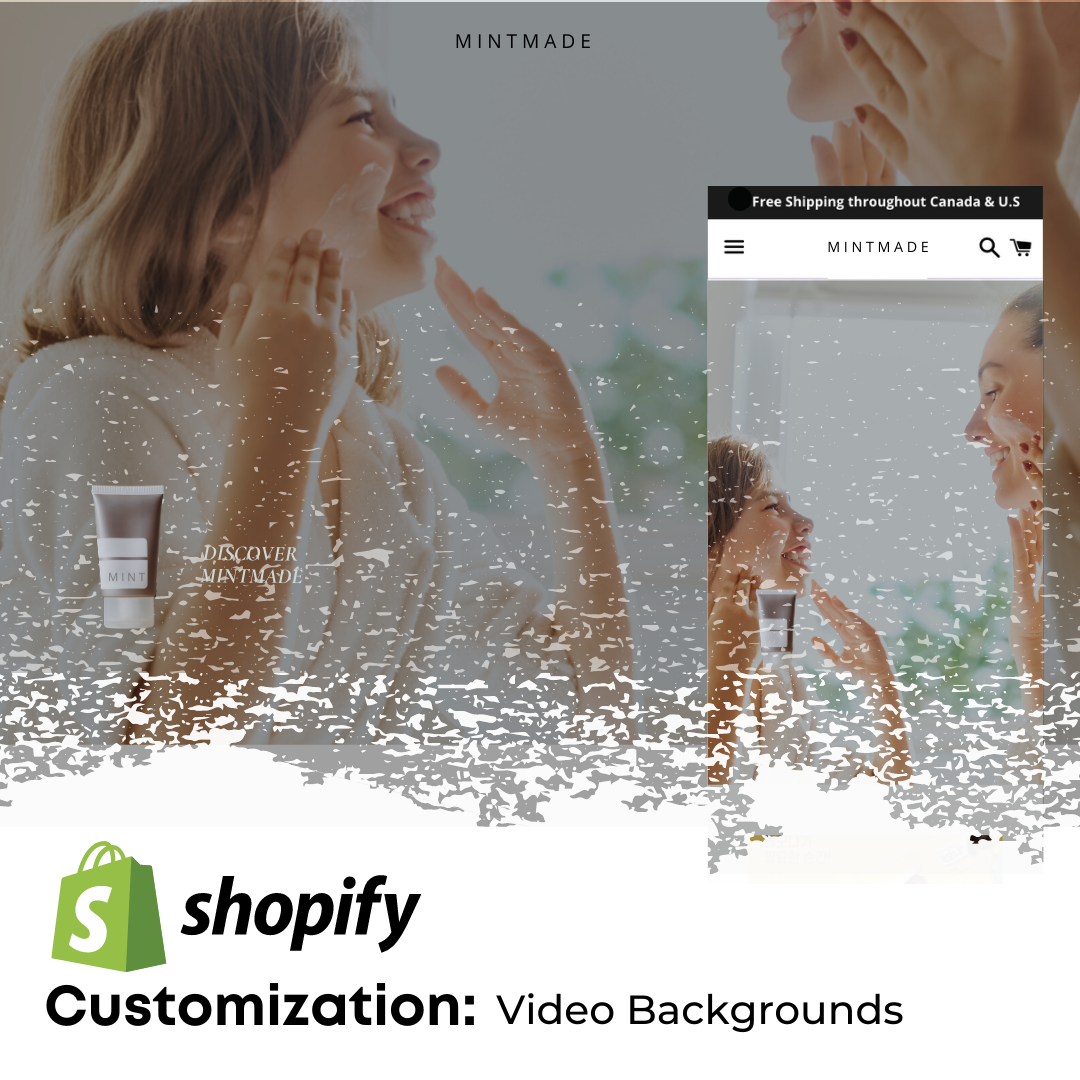 MINTMADE
Free Shipping throughout Canada & U.S
MINTMADE
MINT
DISCOVER
MINTMADE
shopify
Customization: Video Backgrounds